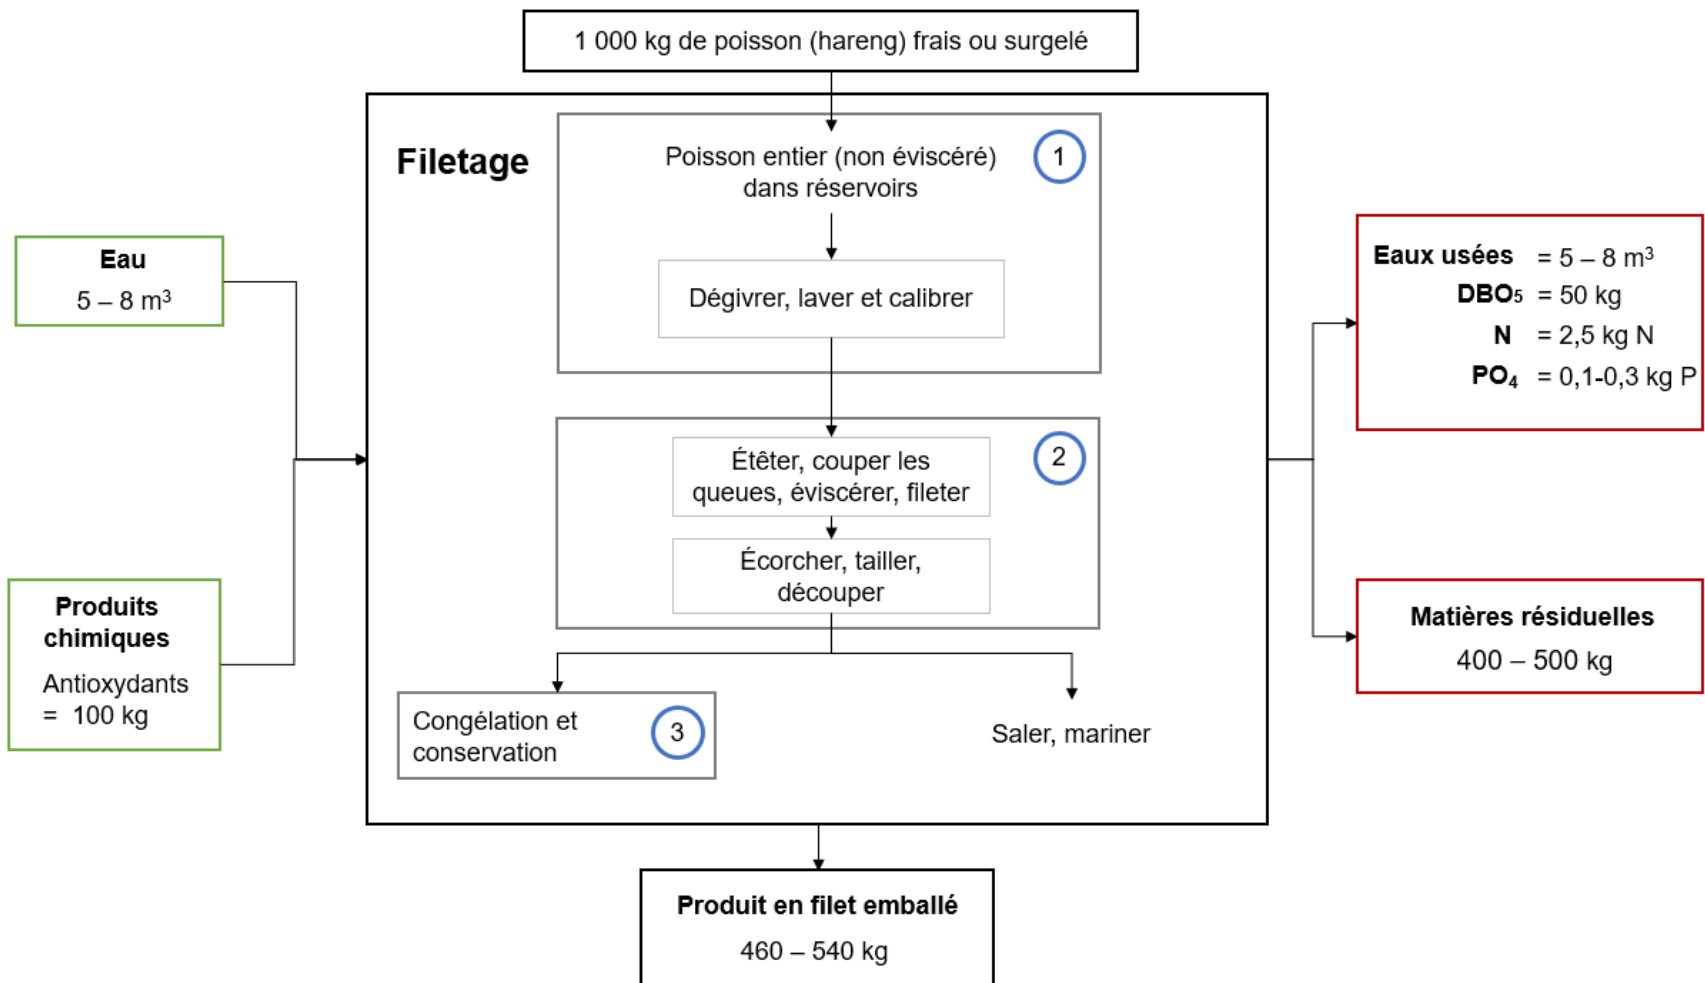 1 000 kg de poisson (hareng) frais ou surgelé
Filetage
Poisson entier (non éviscéré)
dans réservoirs
1
Dégivrer, laver et calibrer
Eau
5 – 8 m³
Produits
chimiques
Antioxydants
= 100 kg
Étêter, couper les
queues, éviscérer, fileter
2
Écorcher, tailler,
découper
Congélation et
conservation
3
Saler, mariner
Eaux usées = 5 – 8 m³
DBO₅ = 50 kg
N = 2,5 kg N
PO₄ = 0,1-0,3 kg P
Matières résiduelles
400 – 500 kg
Produit en filet emballé
460 – 540 kg